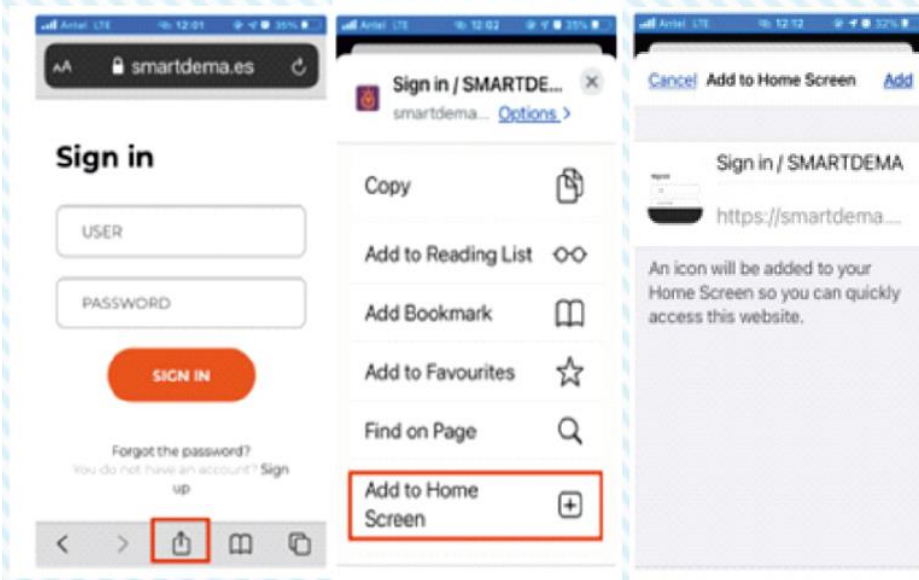 Antel LTE 12:01 35%
AA smartdema.es
Sign in
USER
PASSWORD
SIGN IN
Forgot the password?
You do not have an account? Sign
up
Antel LTE 12:02 35%
Sign in / SMARTDE...
smartdema... Options >
Copy
Add to Reading List
Add Bookmark
Add to Favourites
Find on Page
Add to Home
Screen
Antel LTE 12:12 32%
Cancel Add to Home Screen Add
Sign in / SMARTDEMA
https://smartdema....
An icon will be added to your
Home Screen so you can quickly
access this website.